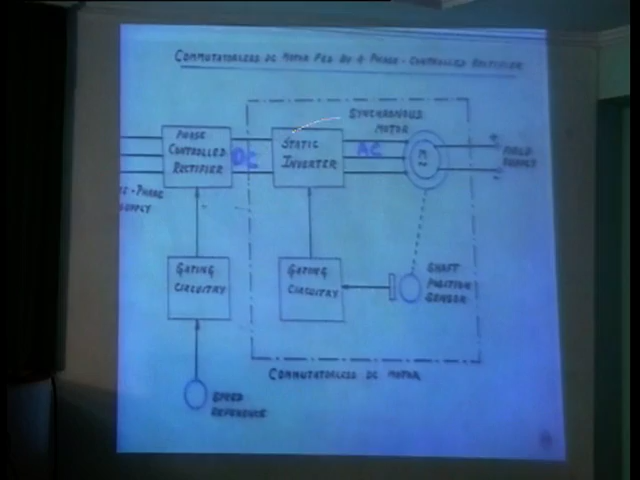 COMMUTATORLESS DC MOTOR FED BY A PHASE-CONTROLLED RECTIFIER
SYNCHRONOUS
MOTOR
PHASE
CONTROLLED
RECTIFIER
DC
STATIC
INVERTER
AC
M
+
FIELD
SUPPLY
-
-PHASE
SUPPLY
GATING
CIRCUITRY
GATING
CIRCUITRY
SHAFT
POSITION
SENSOR
COMMUTATORLESS DC MOTOR
SPEED
REFERENCE